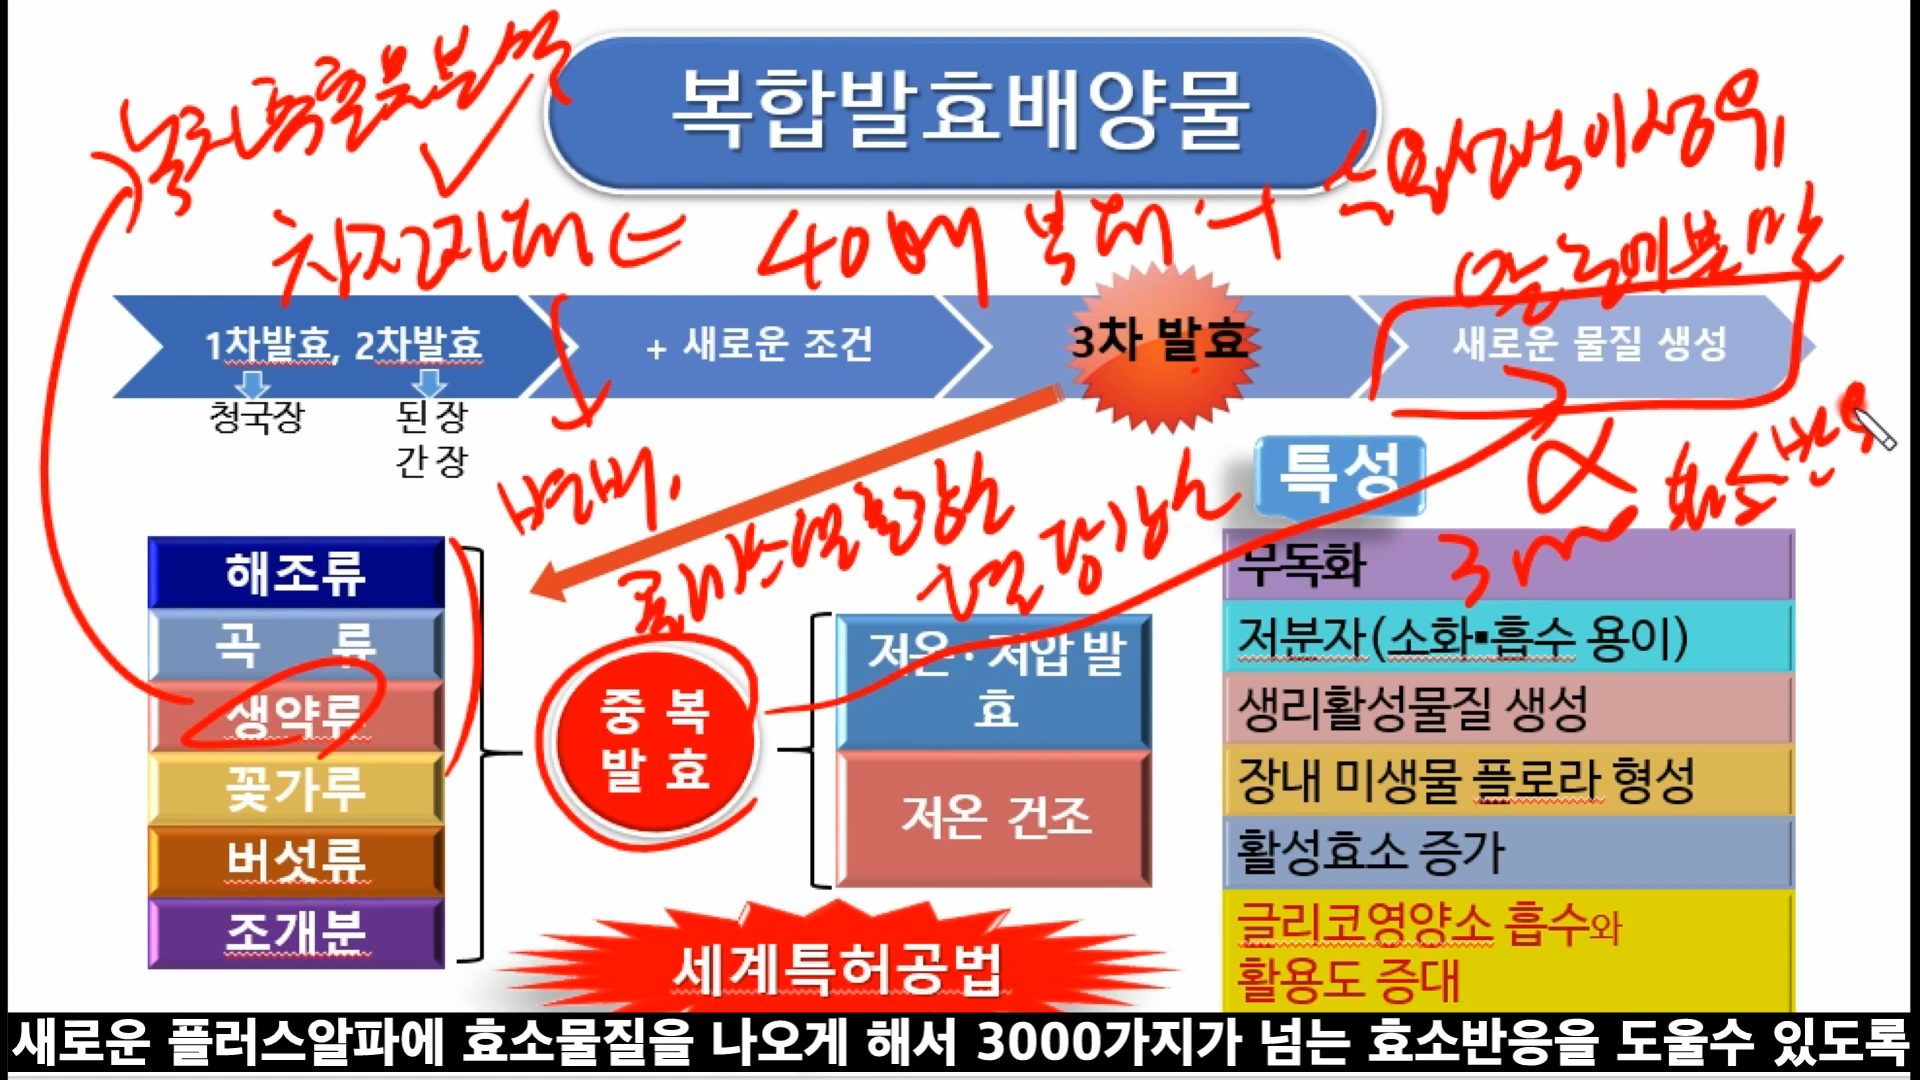 복합발효배양물
1차발효, 2차발효
+ 새로운 조건
3차 발효
새로운 물질 생성
청국장
된장
간장
40배
변비.
α
특성
해조류
곡 류
생약류
꽃가루
버섯류
조개분
중복
발효
저온·저압 발
효
저온 건조
무독화
저분자(소화▪흡수 용이)
생리활성물질 생성
장내 미생물 플로라 형성
활성효소 증가
글리코영양소 흡수와
활용도 증대
세계특허공법
새로운 플러스알파에 효소물질을 나오게 해서 3000가지가 넘는 효소반응을 도울수 있도록